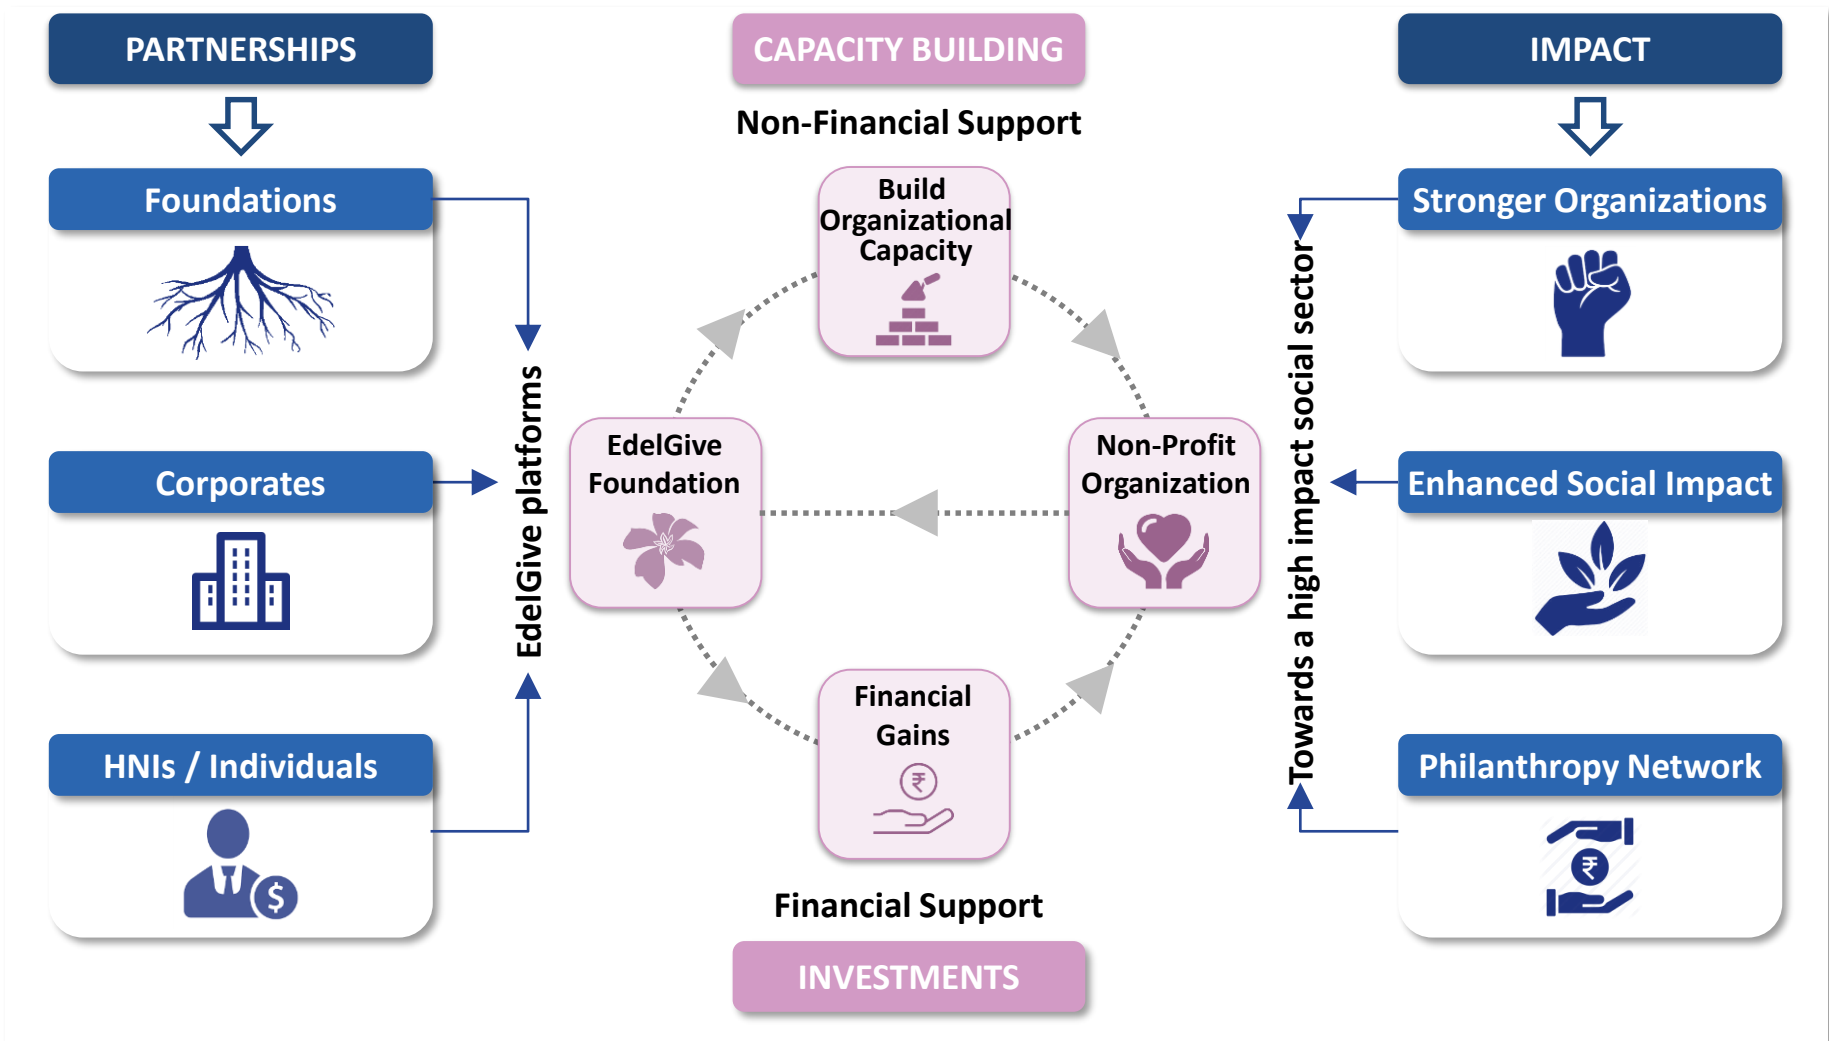 PARTNERSHIPS
Foundations
Corporates
HNIs / Individuals
$
EdelGive platforms
CAPACITY BUILDING
Non-Financial Support
Build
Organizational
Capacity
EdelGive
Foundation
Non-Profit
Organization
Financial
Gains
₹
Financial Support
INVESTMENTS
Towards a high impact social sector
IMPACT
Stronger Organizations
Enhanced Social Impact
Philanthropy Network
₹